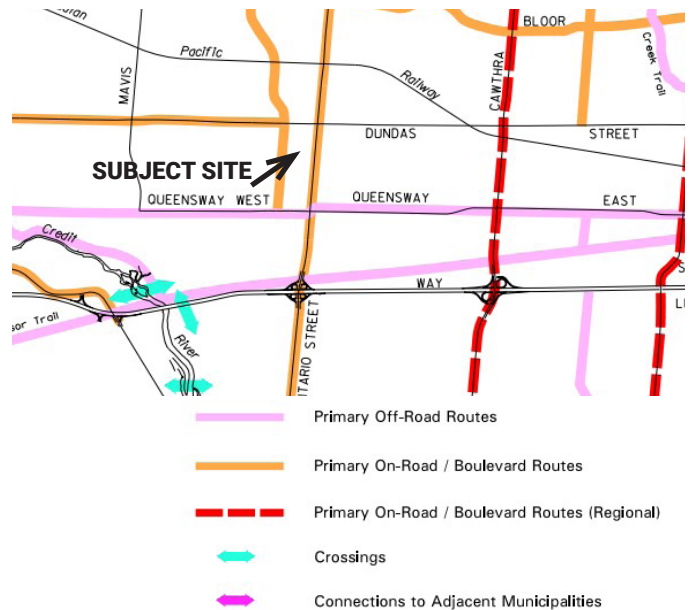 BLOOR
Pacific
Railway
Creek Trail
MAVIS
CAWTHRA
DUNDAS
STREET
SUBJECT SITE
QUEENSWAY WEST
QUEENSWAY
EAST
Credit
WAY
River
sor Trail
TARIO STREET
Primary Off-Road Routes
Primary On-Road / Boulevard Routes
Primary On-Road / Boulevard Routes (Regional)
Crossings
Connections to Adjacent Municipalities